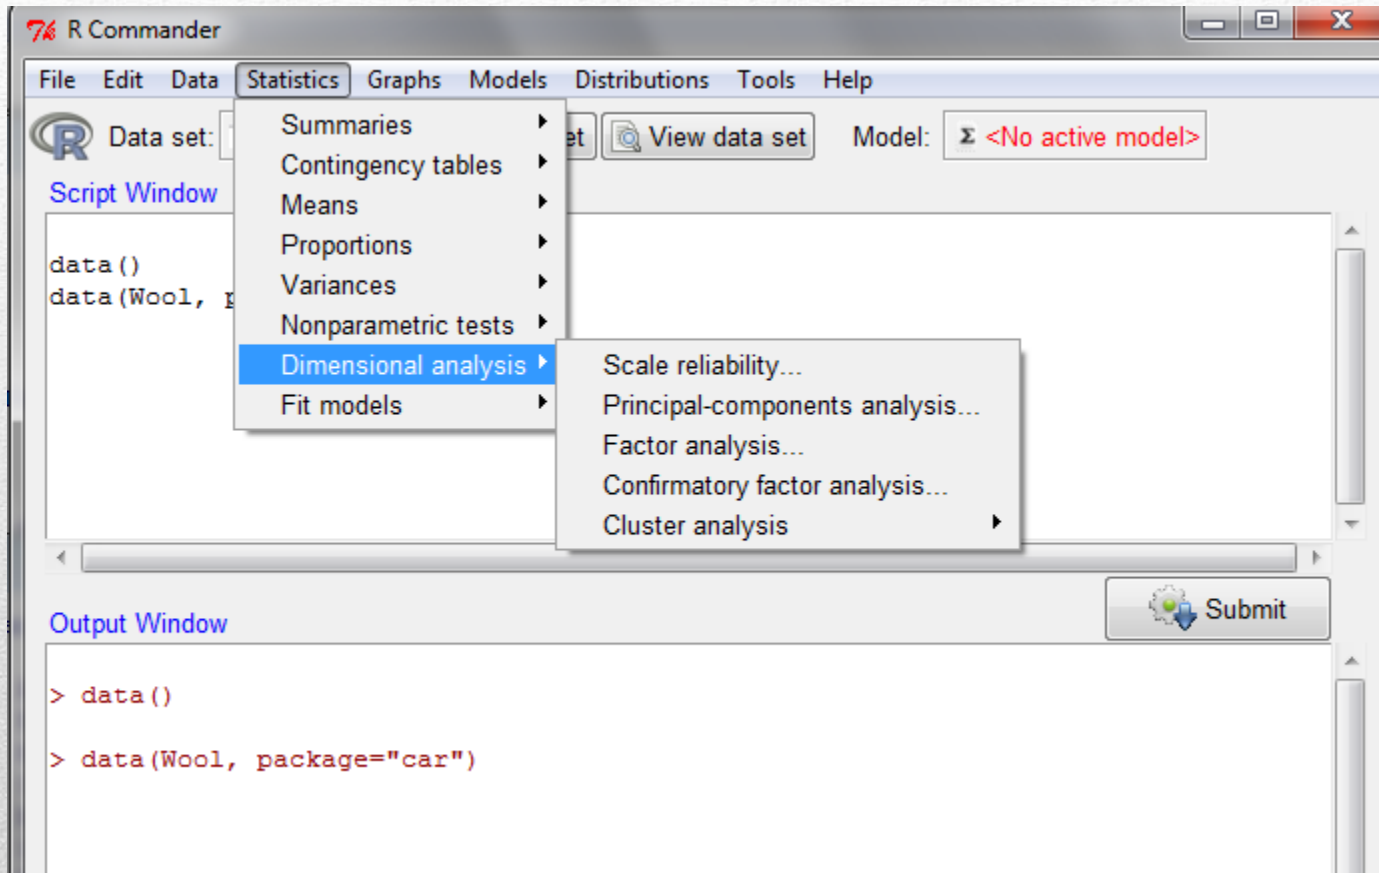 R Commander
File Edit Data Statistics Graphs Models Distributions Tools Help
R Data set: et View data set Model: Σ <No active model>
Script Window
data()
data(Wool, p
Summaries
Contingency tables
Means
Proportions
Variances
Nonparametric tests
Dimensional analysis
Fit models
Scale reliability...
Principal-components analysis...
Factor analysis...
Confirmatory factor analysis...
Cluster analysis
Submit
Output Window
> data()
> data(Wool, package="car")